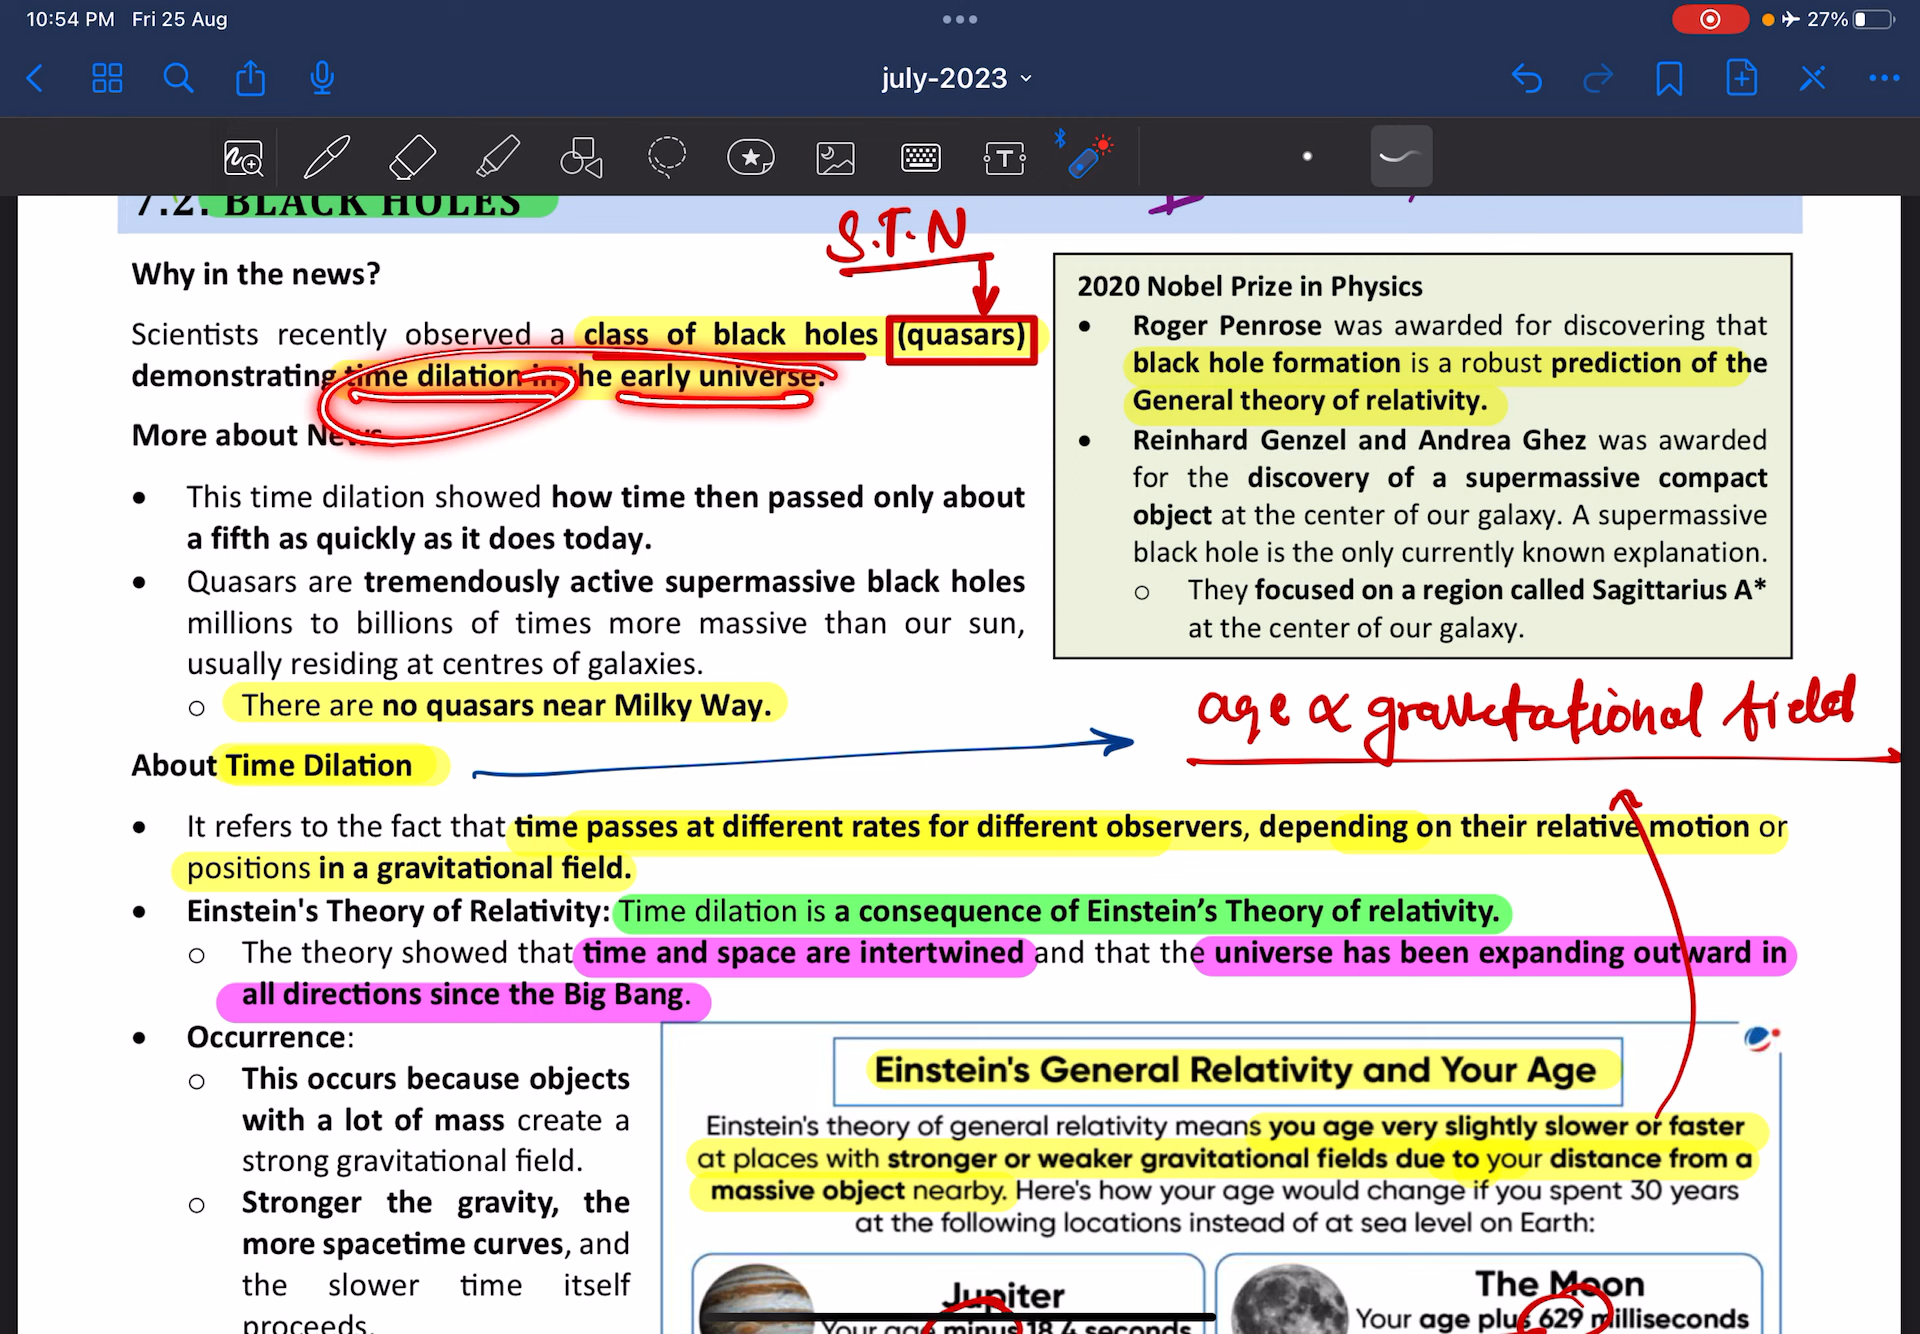 10:54 PM Fri 25 Aug
27%
july-2023
7.2. BLACK HOLES
S.T.N
Why in the news?
Scientists recently observed a class of black holes (quasars)
demonstrating time dilation in the early universe.
More about News
• This time dilation showed how time then passed only about
a fifth as quickly as it does today.
• Quasars are tremendously active supermassive black holes
millions to billions of times more massive than our sun,
usually residing at centres of galaxies.
o There are no quasars near Milky Way.
2020 Nobel Prize in Physics
• Roger Penrose was awarded for discovering that
black hole formation is a robust prediction of the
General theory of relativity.
• Reinhard Genzel and Andrea Ghez was awarded
for the discovery of a supermassive compact
object at the center of our galaxy. A supermassive
black hole is the only currently known explanation.
o They focused on a region called Sagittarius A*
at the center of our galaxy.
age ∝ gravitational field
About Time Dilation
• It refers to the fact that time passes at different rates for different observers, depending on their relative motion or
positions in a gravitational field.
• Einstein's Theory of Relativity: Time dilation is a consequence of Einstein's Theory of relativity.
o The theory showed that time and space are intertwined and that the universe has been expanding outward in
all directions since the Big Bang.
• Occurrence:
o This occurs because objects
with a lot of mass create a
strong gravitational field.
o Stronger the gravity, the
more spacetime curves, and
the slower time itself
proceeds.
Einstein's General Relativity and Your Age
Einstein's theory of general relativity means you age very slightly slower or faster
at places with stronger or weaker gravitational fields due to your distance from a
massive object nearby. Here's how your age would change if you spent 30 years
at the following locations instead of at sea level on Earth:
Jupiter
Your age minus 18.4 seconds
The Moon
Your age plus 629 milliseconds